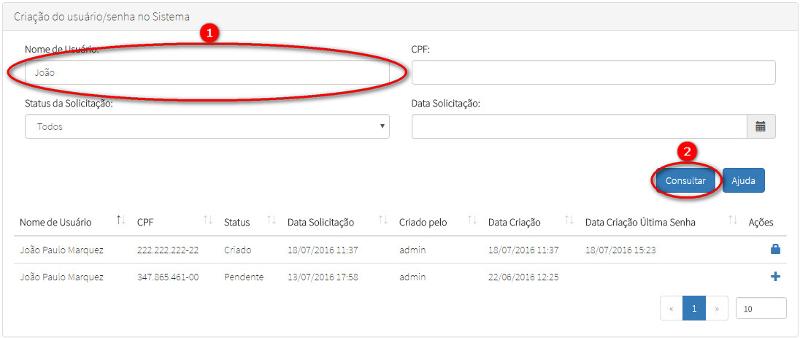 Criação do usuário/senha no Sistema
1
Nome de Usuário: CPF:
João
Status da Solicitação: Data Solicitação:
Todos
2
Consultar Ajuda
Nome de Usuário CPF Status Data Solicitação Criado pelo Data Criação Data Criação Última Senha Ações
João Paulo Marquez 222.222.222-22 Criado 18/07/2016 11:37 admin 18/07/2016 11:37 18/07/2016 15:23
João Paulo Marquez 347.865.461-00 Pendente 13/07/2016 17:58 admin 22/06/2016 12:25
« 1 » 10